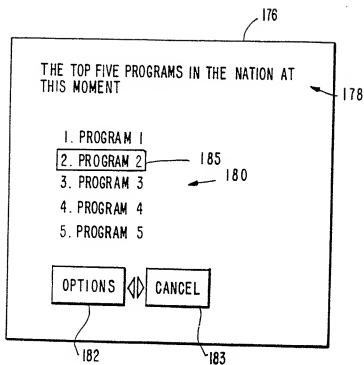 176
THE TOP FIVE PROGRAMS IN THE NATION AT
THIS MOMENT
178
1. PROGRAM 1
2. PROGRAM 2
185
3. PROGRAM 3
180
4. PROGRAM 4
5. PROGRAM 5
OPTIONS CANCEL
182
183